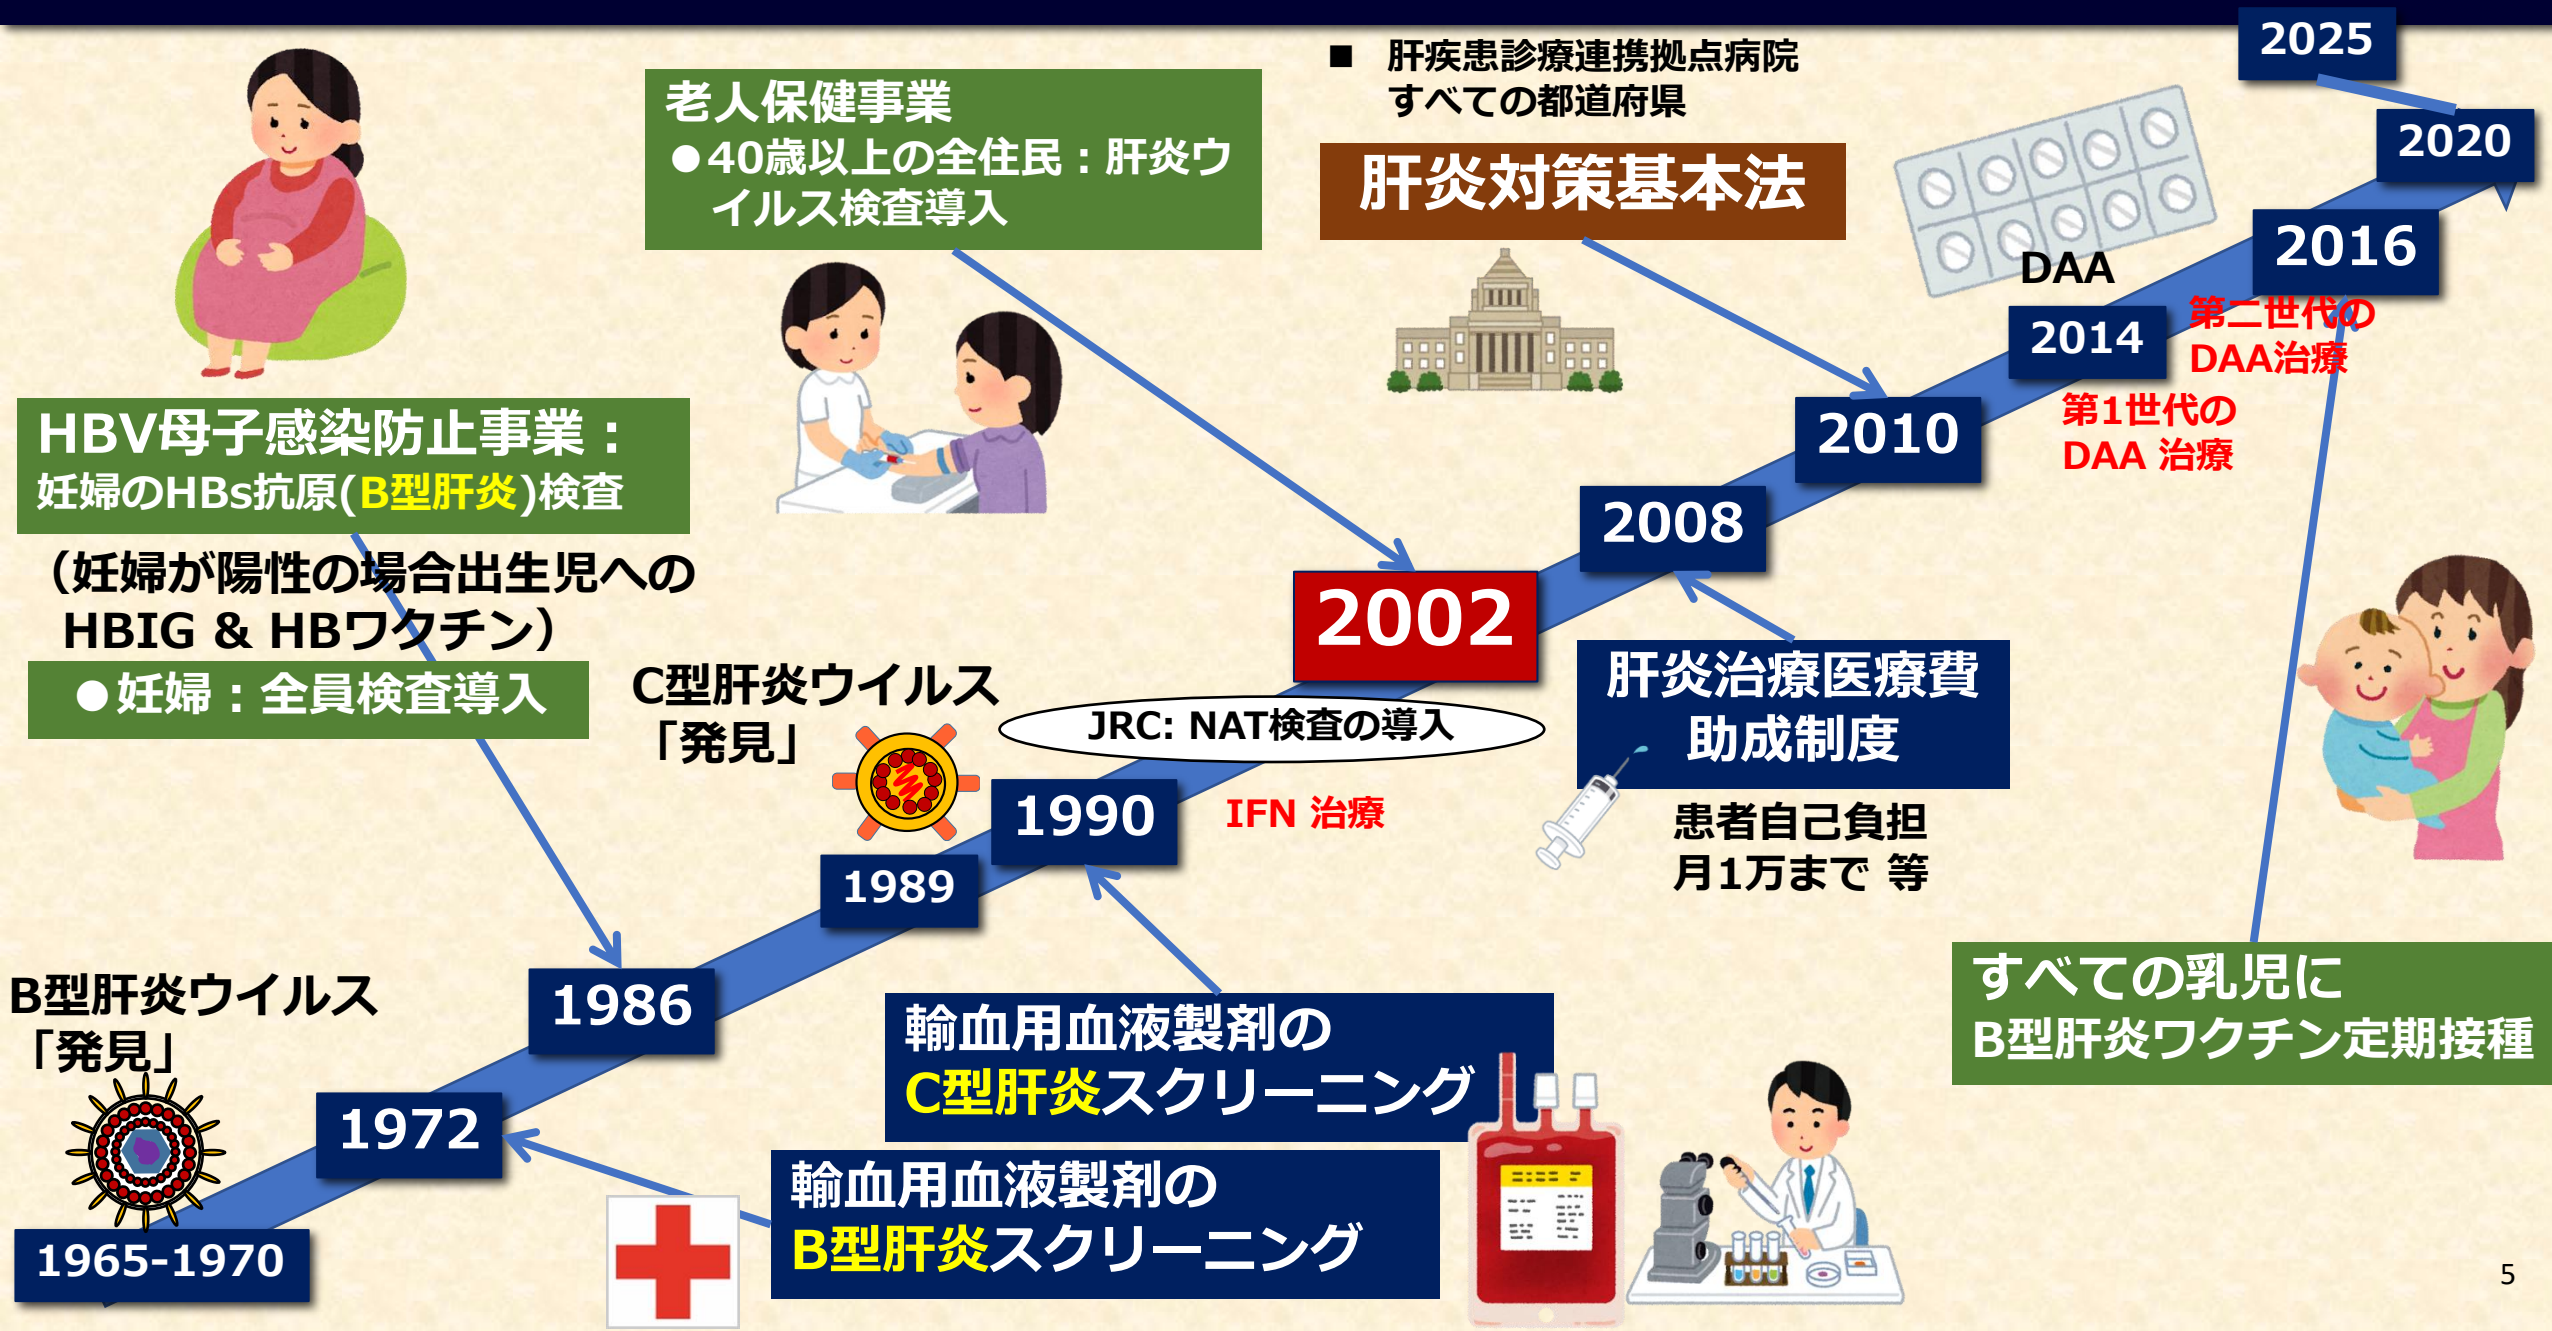 2025
■ 肝疾患診療連携拠点病院
すべての都道府県
老人保健事業
●40歳以上の全住民：肝炎ウ
イルス検査導入
肝炎対策基本法
2020
2016
DAA
2014
第二世代の
DAA治療
第1世代の
DAA 治療
2010
HBV母子感染防止事業：
妊婦のHBs抗原(B型肝炎)検査
（妊婦が陽性の場合出生児への
HBIG & HBワクチン）
●妊婦：全員検査導入
2008
2002
肝炎治療医療費
助成制度
患者自己負担
月1万まで 等
C型肝炎ウイルス
「発見」
JRC: NAT検査の導入
1990
IFN 治療
1989
すべての乳児に
B型肝炎ワクチン定期接種
B型肝炎ウイルス
「発見」
1986
輸血用血液製剤の
C型肝炎スクリーニング
1972
輸血用血液製剤の
B型肝炎スクリーニング
1965-1970
5